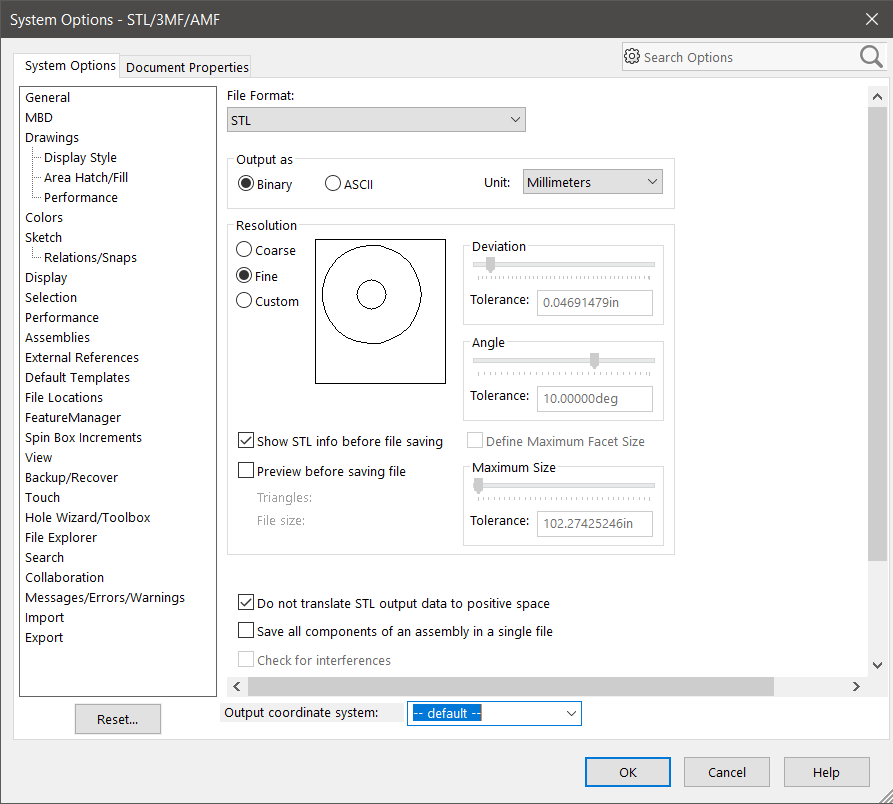 System Options - STL/3MF/AMF
System Options
Document Properties
Search Options
General
MBD
Drawings
Display Style
Area Hatch/Fill
Performance
Colors
Sketch
Relations/Snaps
Display
Selection
Performance
Assemblies
External References
Default Templates
File Locations
FeatureManager
Spin Box Increments
View
Backup/Recover
Touch
Hole Wizard/Toolbox
File Explorer
Search
Collaboration
Messages/Errors/Warnings
Import
Export
Reset...
File Format:
STL
Output as
Binary
ASCII
Unit:
Millimeters
Resolution
Coarse
Fine
Custom
Deviation
Tolerance:
0.04691479in
Angle
Tolerance:
10.00000deg
Show STL info before file saving
Define Maximum Facet Size
Preview before saving file
Triangles:
File size:
Maximum Size
Tolerance:
102.27425246in
Do not translate STL output data to positive space
Save all components of an assembly in a single file
Check for interferences
Output coordinate system:
-- default --
OK
Cancel
Help